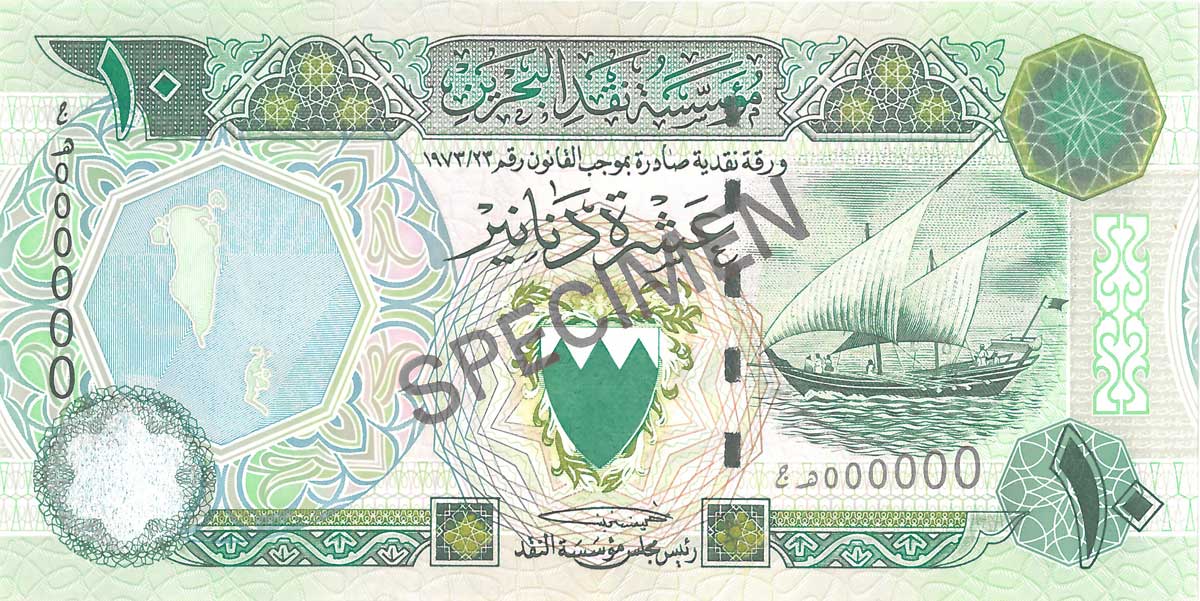 ١٠
مؤسسة نقد البحرين
ورقة نقدية صادرة بموجب القانون رقم ١٩٧٣/٢٣
عشرة دنانير
SPECIMEN
هـ ع 000000
هـ ع 000000
رئيس مجلس مؤسسة النقد
١٠